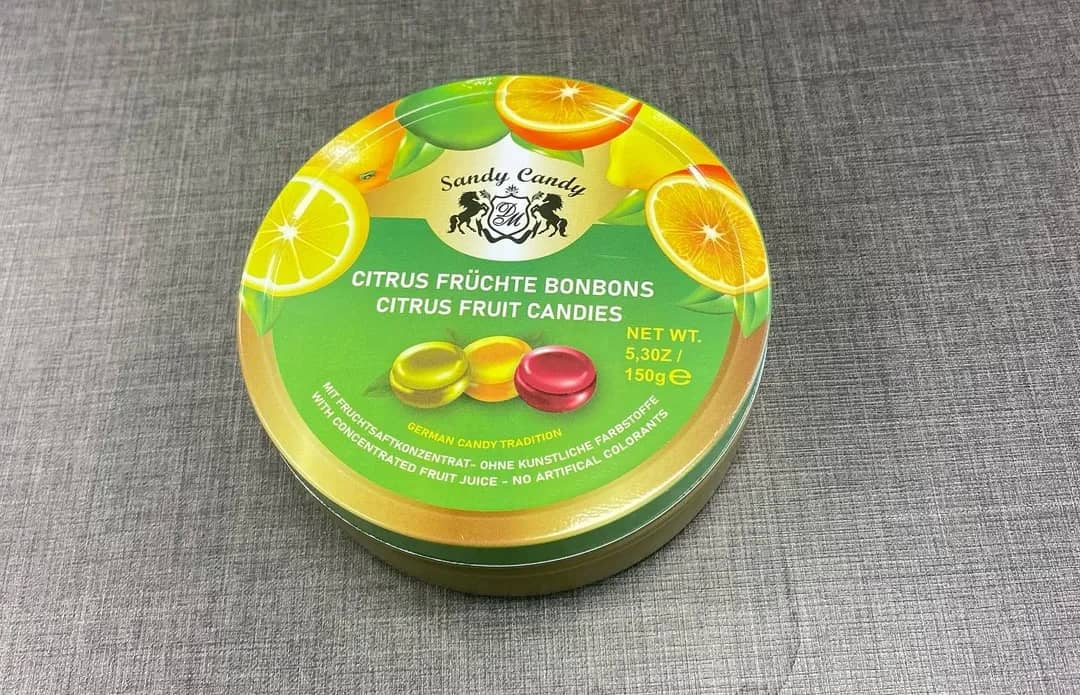 Sandy Candy
DM
CITRUS FRÜCHTE BONBONS
CITRUS FRUIT CANDIES
NET WT.
5,30Z /
150g ℮
GERMAN CANDY TRADITION
MIT FRUCHTSAFTKONZENTRAT- OHNE KUNSTLICHE FARBSTOFFE
WITH CONCENTRATED FRUIT JUICE - NO ARTIFICAL COLORANTS